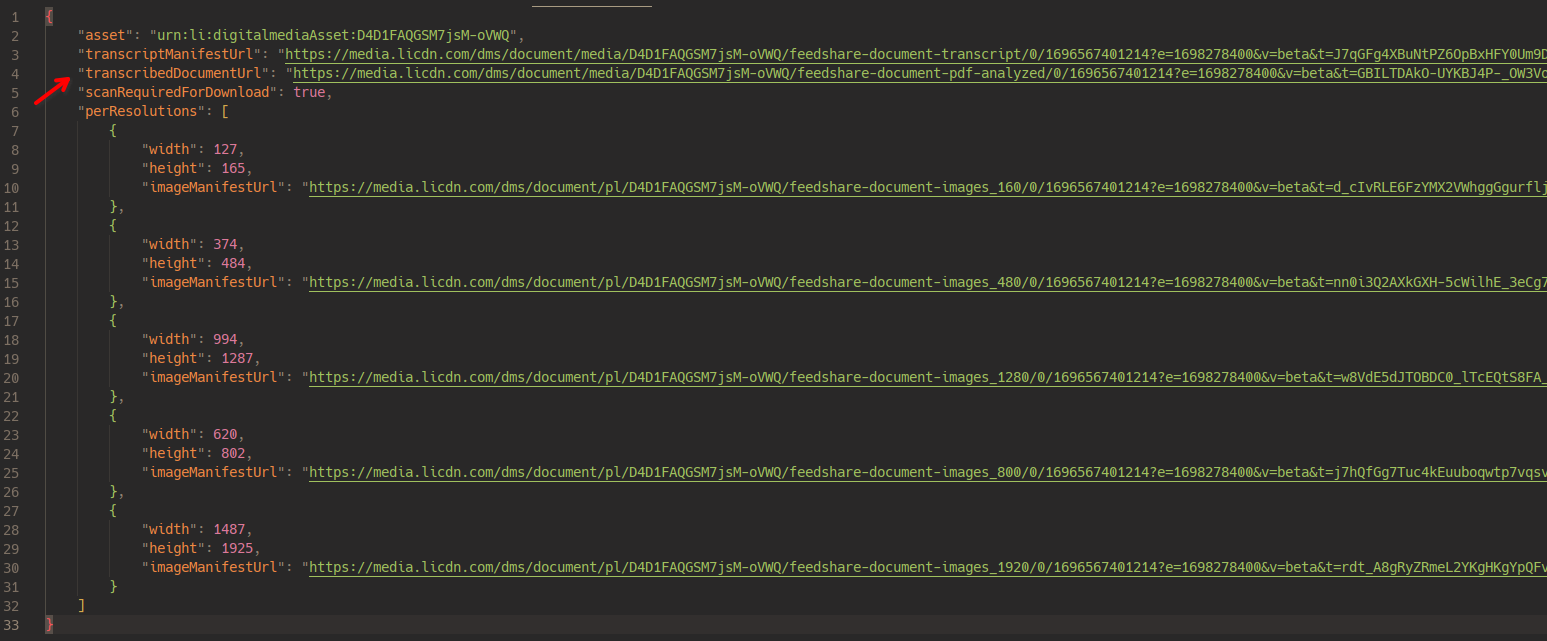 1 {
2 "asset": "urn:li:digitalmediaAsset:D4D1FAQGSM7jsM-oVWQ",
3 "transcriptManifestUrl": "https://media.licdn.com/dms/document/media/D4D1FAQGSM7jsM-oVWQ/feedshare-document-transcript/0/1696567401214?e=1698278400&v=beta&t=J7qGFg4XBuNtPZ6OpBxHFY0Um9D
4 "transcribedDocumentUrl": "https://media.licdn.com/dms/document/media/D4D1FAQGSM7jsM-oVWQ/feedshare-document-pdf-analyzed/0/1696567401214?e=1698278400&v=beta&t=GBILTDAkO-UYKBJ4P-_OW3Vo
5 "scanRequiredForDownload": true,
6 "perResolutions": [
7 {
8 "width": 127,
9 "height": 165,
10 "imageManifestUrl": "https://media.licdn.com/dms/document/pl/D4D1FAQGSM7jsM-oVWQ/feedshare-document-images_160/0/1696567401214?e=1698278400&v=beta&t=d_cIvRLE6FzYMX2VWhggGgurflj
11 },
12 {
13 "width": 374,
14 "height": 484,
15 "imageManifestUrl": "https://media.licdn.com/dms/document/pl/D4D1FAQGSM7jsM-oVWQ/feedshare-document-images_480/0/1696567401214?e=1698278400&v=beta&t=nn0i3Q2AXkGXH-5cWilhE_3eCg7
16 },
17 {
18 "width": 994,
19 "height": 1287,
20 "imageManifestUrl": "https://media.licdn.com/dms/document/pl/D4D1FAQGSM7jsM-oVWQ/feedshare-document-images_1280/0/1696567401214?e=1698278400&v=beta&t=w8VdE5dJTOBDC0_lTcEQtS8FA_
21 },
22 {
23 "width": 620,
24 "height": 802,
25 "imageManifestUrl": "https://media.licdn.com/dms/document/pl/D4D1FAQGSM7jsM-oVWQ/feedshare-document-images_800/0/1696567401214?e=1698278400&v=beta&t=j7hQfGg7Tuc4kEuuboqwtp7vqsv
26 },
27 {
28 "width": 1487,
29 "height": 1925,
30 "imageManifestUrl": "https://media.licdn.com/dms/document/pl/D4D1FAQGSM7jsM-oVWQ/feedshare-document-images_1920/0/1696567401214?e=1698278400&v=beta&t=rdt_A8gRyZRmeL2YKgHKgYpQFv
31 }
32 ]
33 }